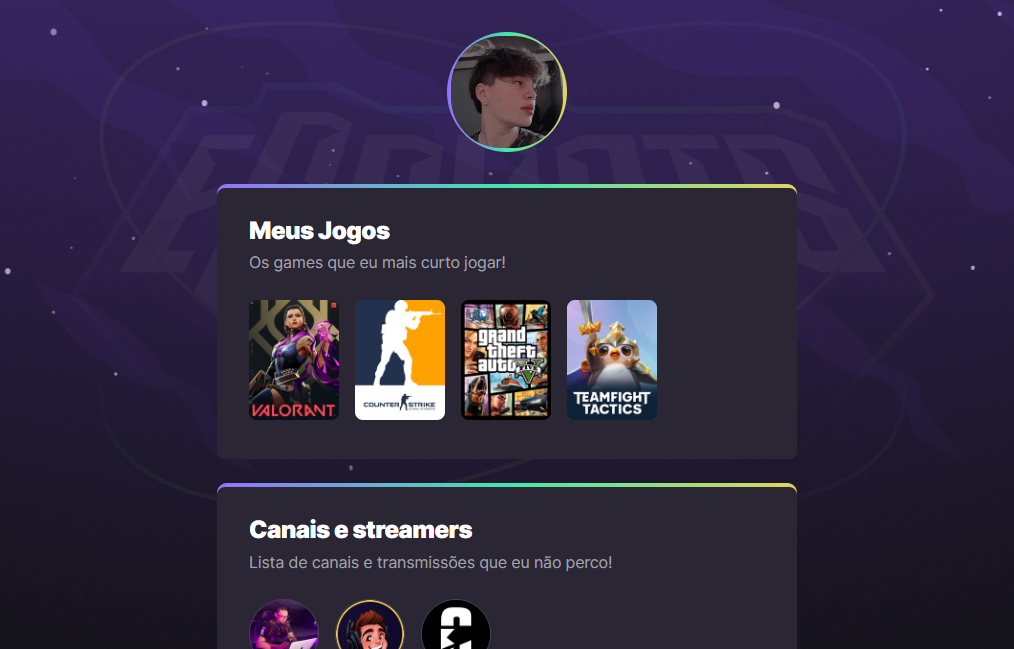 Meus Jogos
Os games que eu mais curto jogar!
VALORANT
COUNTER STRIKE
grand
theft
auto
V
FIVE
TEAMFIGHT
TACTICS
Canais e streamers
Lista de canais e transmissões que eu não perco!